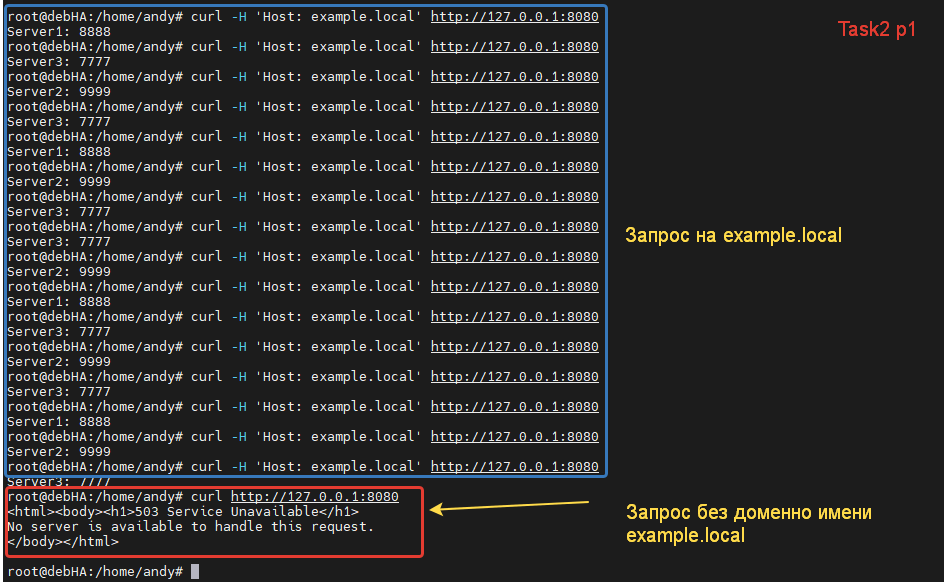 root@debHA:/home/andy# curl -H 'Host: example.local' http://127.0.0.1:8080
Server1: 8888
root@debHA:/home/andy# curl -H 'Host: example.local' http://127.0.0.1:8080
Server3: 7777
root@debHA:/home/andy# curl -H 'Host: example.local' http://127.0.0.1:8080
Server2: 9999
root@debHA:/home/andy# curl -H 'Host: example.local' http://127.0.0.1:8080
Server3: 7777
root@debHA:/home/andy# curl -H 'Host: example.local' http://127.0.0.1:8080
Server1: 8888
root@debHA:/home/andy# curl -H 'Host: example.local' http://127.0.0.1:8080
Server2: 9999
root@debHA:/home/andy# curl -H 'Host: example.local' http://127.0.0.1:8080
Server3: 7777
root@debHA:/home/andy# curl -H 'Host: example.local' http://127.0.0.1:8080
Server3: 7777
root@debHA:/home/andy# curl -H 'Host: example.local' http://127.0.0.1:8080
Server2: 9999
root@debHA:/home/andy# curl -H 'Host: example.local' http://127.0.0.1:8080
Server1: 8888
root@debHA:/home/andy# curl -H 'Host: example.local' http://127.0.0.1:8080
Server3: 7777
root@debHA:/home/andy# curl -H 'Host: example.local' http://127.0.0.1:8080
Server2: 9999
root@debHA:/home/andy# curl -H 'Host: example.local' http://127.0.0.1:8080
Server3: 7777
root@debHA:/home/andy# curl -H 'Host: example.local' http://127.0.0.1:8080
Server1: 8888
root@debHA:/home/andy# curl -H 'Host: example.local' http://127.0.0.1:8080
Server2: 9999
root@debHA:/home/andy# curl -H 'Host: example.local' http://127.0.0.1:8080
Server3: 7777
root@debHA:/home/andy# curl http://127.0.0.1:8080
<html><body><h1>503 Service Unavailable</h1>
No server is available to handle this request.
</body></html>
root@debHA:/home/andy#
Task2 p1
Запрос на example.local
Запрос без доменно имени
example.local